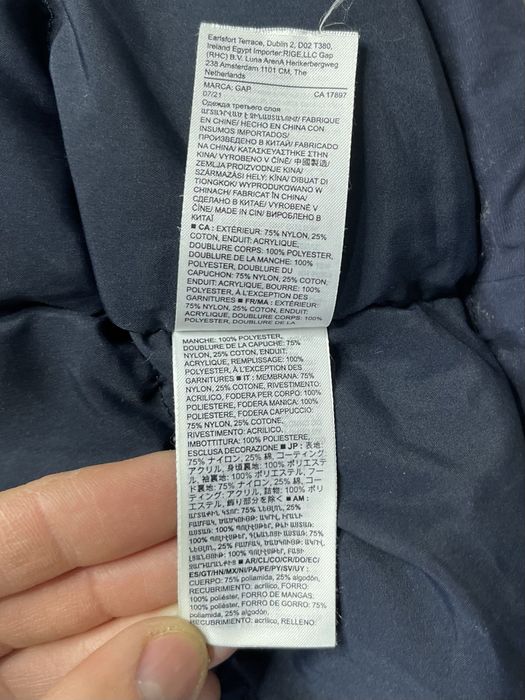 Earlsfort Terrace, Dublin 2, D02 T380,
Ireland Egypt Importer:RIGE,LLC Gap
(RHC) B.V. Luna ArenA Herikerbergweg
238 Amsterdam 1101 CM, The
Netherlands
MARCA: GAP CA 17897
07/21
Одежда третьего слоя
FABRIQUE
EN CHINE/ HECHO EN CHINA CON
INSUMOS IMPORTADOS/
ПРОИЗВЕДЕНО В КИТАЙ/ FABRICADO
NA CHINA/ ΚΑΤΑΣΚΕΥΑΣΤΗΚΕ ΣΤΗΝ
ΚΙΝΑ/ VYROBENO V ČÍNĚ/ 中國製造/
ZEMLJA PROIZVODNJE KINA/
SZÁRMAZÁSI HELY: KÍNA/ DIBUAT DI
TIONGKOK/ WYPRODUKOWANO W
CHINACH/ FABRICAT ÎN CHINA/
СДЕЛАНО В КИТАЕ/ VYROBENÉ V
ČÍNE/ MADE IN CIN/ ВИРОБЛЕНО В
КИТАЇ
■ CA : EXTÉRIEUR: 75% NYLON, 25%
COTON, ENDUIT: ACRYLIQUE,
DOUBLURE CORPS: 100% POLYESTER,
DOUBLURE DE LA MANCHE: 100%
POLYESTER, DOUBLURE DU
CAPUCHON: 75% NYLON, 25% COTON,
ENDUIT: ACRYLIQUE, BOURRE: 100%
POLYESTER, À L'EXCEPTION DES
GARNITURES ■ FR/MA : EXTÉRIEUR:
75% NYLON, 25% COTON, ENDUIT:
ACRYLIQUE, DOUBLURE CORPS: 100%
POLYESTER, DOUBLURE DE LA
MANCHE: 100% POLYESTER,
DOUBLURE DE LA CAPUCHE: 75%
NYLON, 25% COTON, ENDUIT:
ACRYLIQUE, REMPLISSAGE: 100%
POLYESTER, À L'EXCEPTION DES
GARNITURES ■ IT : MEMBRANA: 75%
NYLON, 25% COTONE, RIVESTIMENTO:
ACRILICO, FODERA PER CORPO: 100%
POLIESTERE, FODERA MANICA: 100%
POLIESTERE, FODERA CAPPUCCIO:
75% NYLON, 25% COTONE,
RIVESTIMENTO: ACRILICO,
IMBOTTITURA: 100% POLIESTERE,
ESCLUSA DECORAZIONE ■ JP : 表地:
75% ナイロン, 25% 綿, コーティング
アクリル, 身頃裏地: 100% ポリエステ
ル, 袖裏地: 100% ポリエステル, フー
ド裏地: 75% ナイロン, 25% 綿, コー
ティング: アクリル, 詰物: 100% ポリ
エステル, 飾り部分を除く ■ AM :
■ AR/CL/CO/CR/DO/EC/
ES/GT/HN/MX/NI/PA/PE/PY/SV/UY :
CUERPO: 75% poliamida, 25% algodón,
RECUBRIMIENTO: acrílico, FORRO DE CUERPO:
100% poliéster, FORRO DE MANGAS:
100% poliéster, FORRO DE GORRO: 75%
poliamida, 25% algodón,
RECUBRIMIENTO: acrílico, RELLENO: